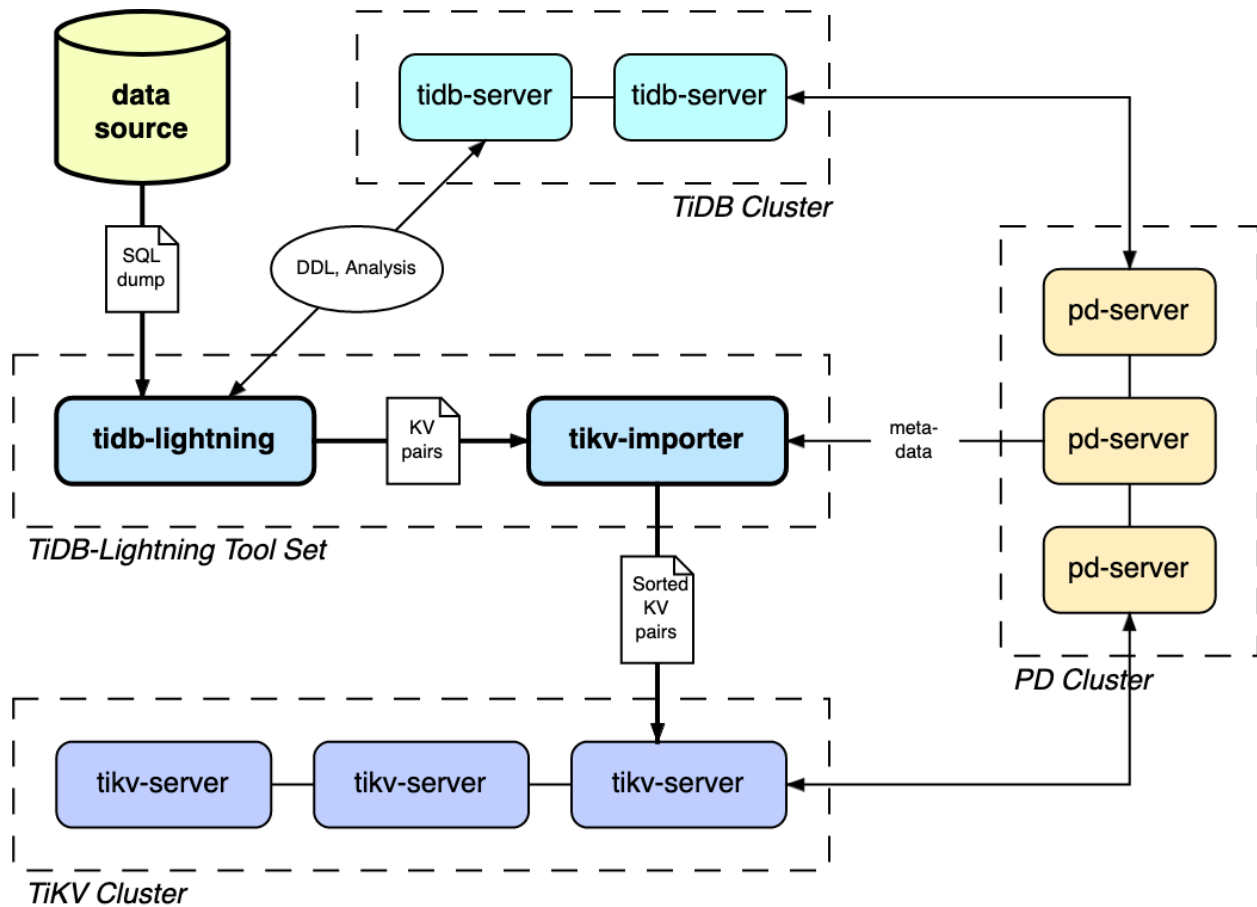 data
source
tidb-server
tidb-server
TiDB Cluster
SQL
dump
DDL, Analysis
pd-server
pd-server
pd-server
PD Cluster
tidb-lightning
KV
pairs
tikv-importer
meta-
data
TiDB-Lightning Tool Set
Sorted
KV
pairs
tikv-server
tikv-server
tikv-server
TiKV Cluster